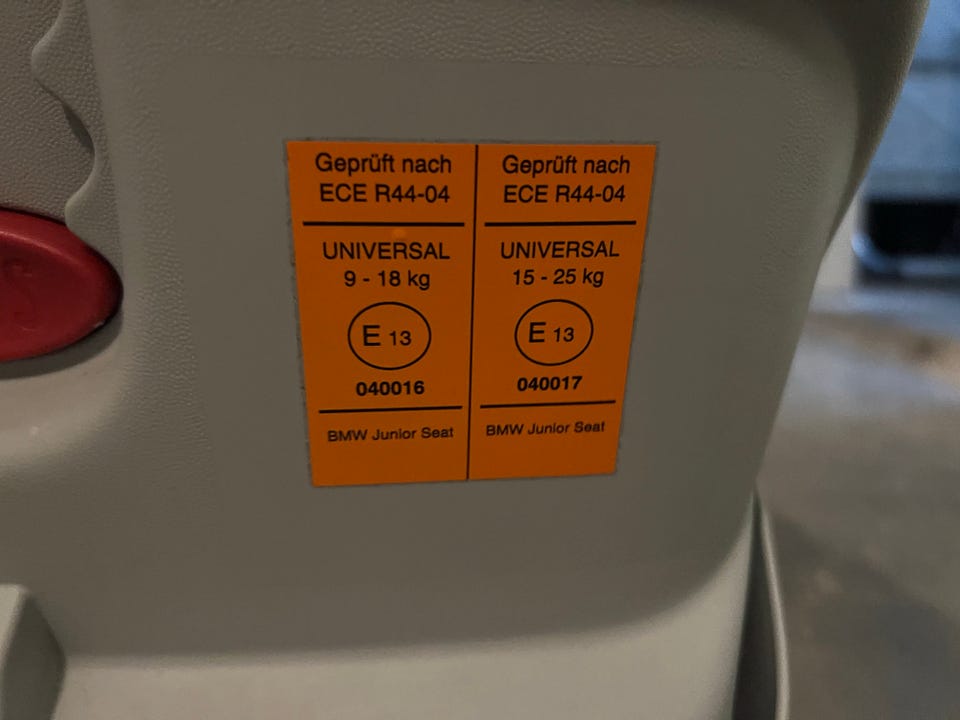 Geprüft nach
ECE R44-04
UNIVERSAL
9 - 18 kg
E 13
040016
BMW Junior Seat
Geprüft nach
ECE R44-04
UNIVERSAL
15 - 25 kg
E 13
040017
BMW Junior Seat